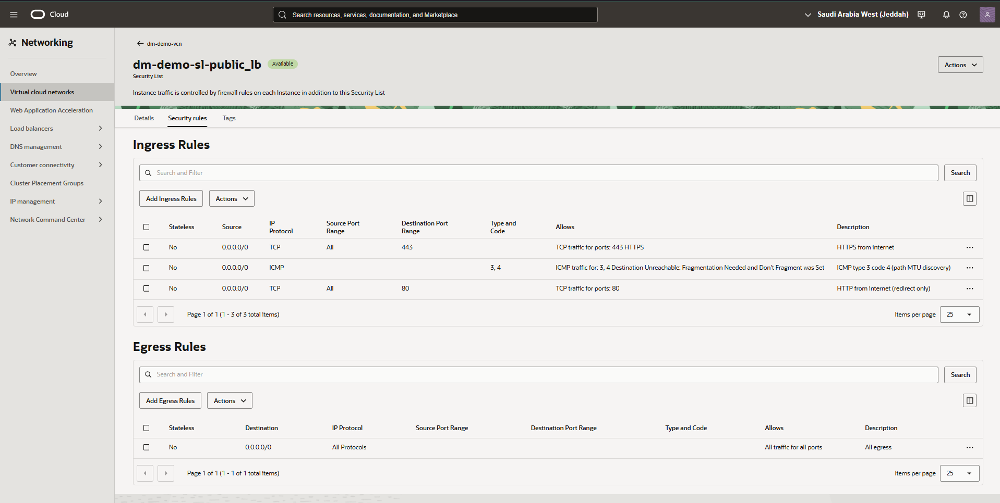 Cloud
Search resources, services, documentation, and Marketplace
Saudi Arabia West (Jeddah)
Networking
Overview
Virtual cloud networks
Web Application Acceleration
Load balancers
DNS management
Customer connectivity
Cluster Placement Groups
IP management
Network Command Center
dm-demo-vcn
dm-demo-sl-public_lb Available
Security List
Instance traffic is controlled by firewall rules on each Instance in addition to this Security List
Actions
Details Security rules Tags
Ingress Rules
Search and Filter Search
Add Ingress Rules Actions
Stateless Source IP Protocol Source Port Range Destination Port Range Type and Code Allows Description
No 0.0.0.0/0 TCP All 443 TCP traffic for ports: 443 HTTPS HTTPS from internet
No 0.0.0.0/0 ICMP 3, 4 ICMP traffic for: 3, 4 Destination Unreachable: Fragmentation Needed and Don't Fragment was Set ICMP type 3 code 4 (path MTU discovery)
No 0.0.0.0/0 TCP All 80 TCP traffic for ports: 80 HTTP from internet (redirect only)
Page 1 of 1 (1 - 3 of 3 total items) Items per page 25
Egress Rules
Search and Filter Search
Add Egress Rules Actions
Stateless Destination IP Protocol Source Port Range Destination Port Range Type and Code Allows Description
No 0.0.0.0/0 All Protocols All traffic for all ports All egress
Page 1 of 1 (1 - 1 of 1 total items) Items per page 25